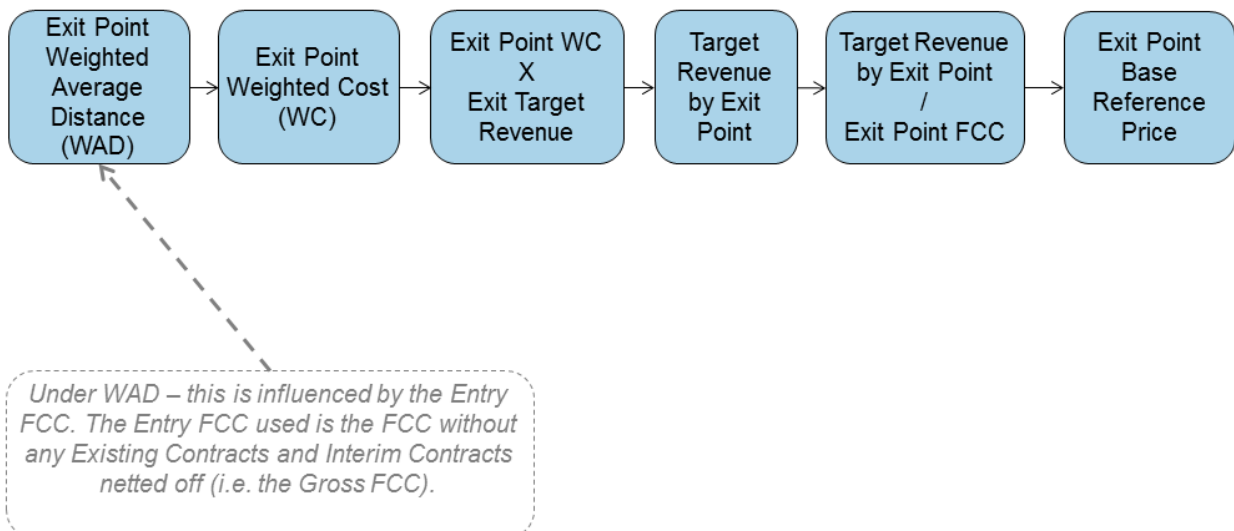 Exit Point
Weighted
Average
Distance
(WAD)
Exit Point
Weighted Cost
(WC)
Exit Point WC
X
Exit Target
Revenue
Target
Revenue
by Exit
Point
Target Revenue
by Exit Point
/
Exit Point FCC
Exit Point
Base
Reference
Price
Under WAD – this is influenced by the Entry
FCC. The Entry FCC used is the FCC without
any Existing Contracts and Interim Contracts
netted off (i.e. the Gross FCC).